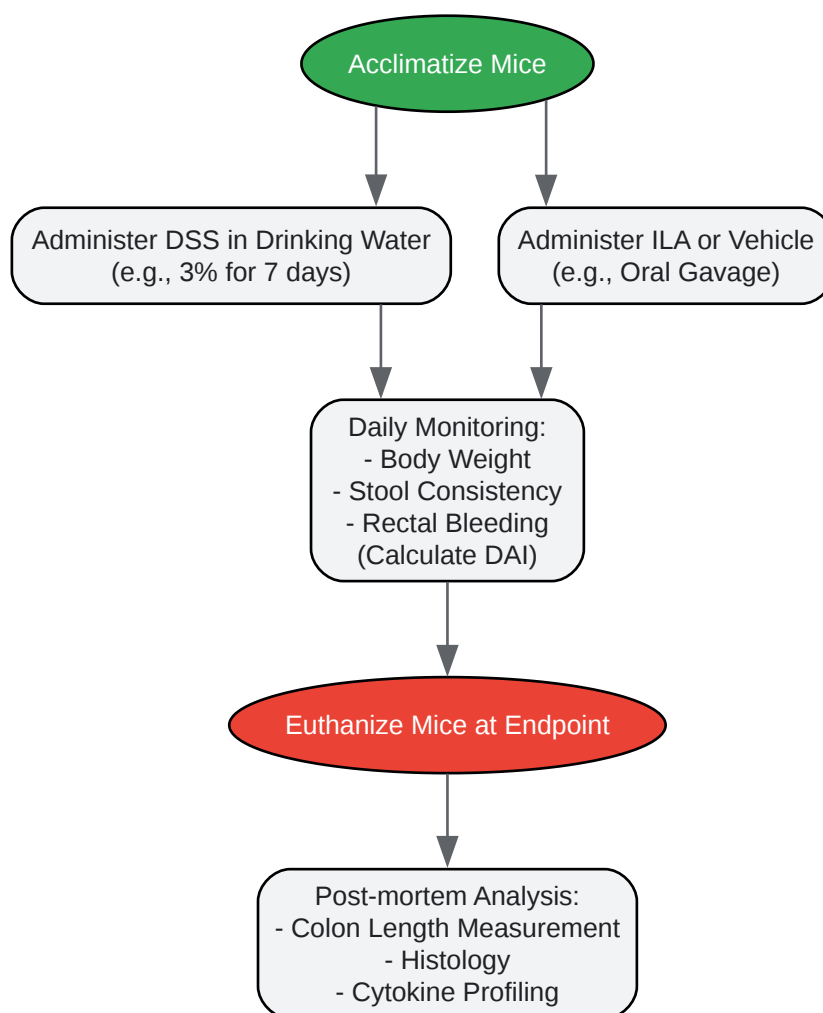 Acclimatize Mice
Administer DSS in Drinking Water
(e.g., 3% for 7 days)
Administer ILA or Vehicle
(e.g., Oral Gavage)
Daily Monitoring:
- Body Weight
- Stool Consistency
- Rectal Bleeding
(Calculate DAI)
Euthanize Mice at Endpoint
Post-mortem Analysis:
- Colon Length Measurement
- Histology
- Cytokine Profiling